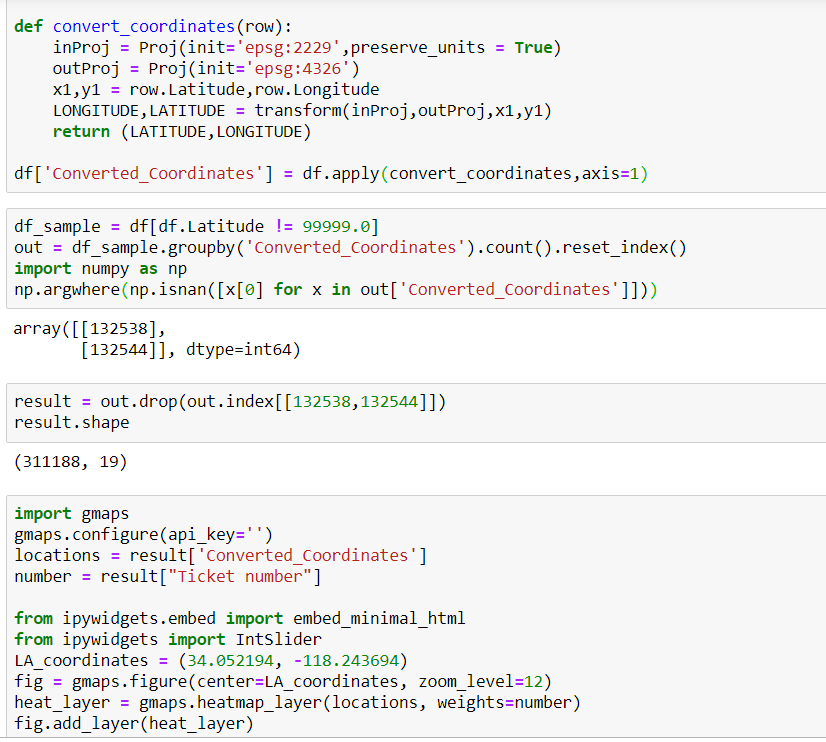 def convert_coordinates(row):
    inProj = Proj(init='epsg:2229',preserve_units = True)
    outProj = Proj(init='epsg:4326')
    x1,y1 = row.Latitude,row.Longitude
    LONGITUDE,LATITUDE = transform(inProj,outProj,x1,y1)
    return (LATITUDE,LONGITUDE)

df['Converted_Coordinates'] = df.apply(convert_coordinates,axis=1)

df_sample = df[df.Latitude != 99999.0]
out = df_sample.groupby('Converted_Coordinates').count().reset_index()
import numpy as np
np.argwhere(np.isnan([x[0] for x in out['Converted_Coordinates']]))

array([[132538],
       [132544]], dtype=int64)

result = out.drop(out.index[[132538,132544]])
result.shape

(311188, 19)

import gmaps
gmaps.configure(api_key='')
locations = result['Converted_Coordinates']
number = result["Ticket number"]

from ipywidgets.embed import embed_minimal_html
from ipywidgets import IntSlider
LA_coordinates = (34.052194, -118.243694)
fig = gmaps.figure(center=LA_coordinates, zoom_level=12)
heat_layer = gmaps.heatmap_layer(locations, weights=number)
fig.add_layer(heat_layer)